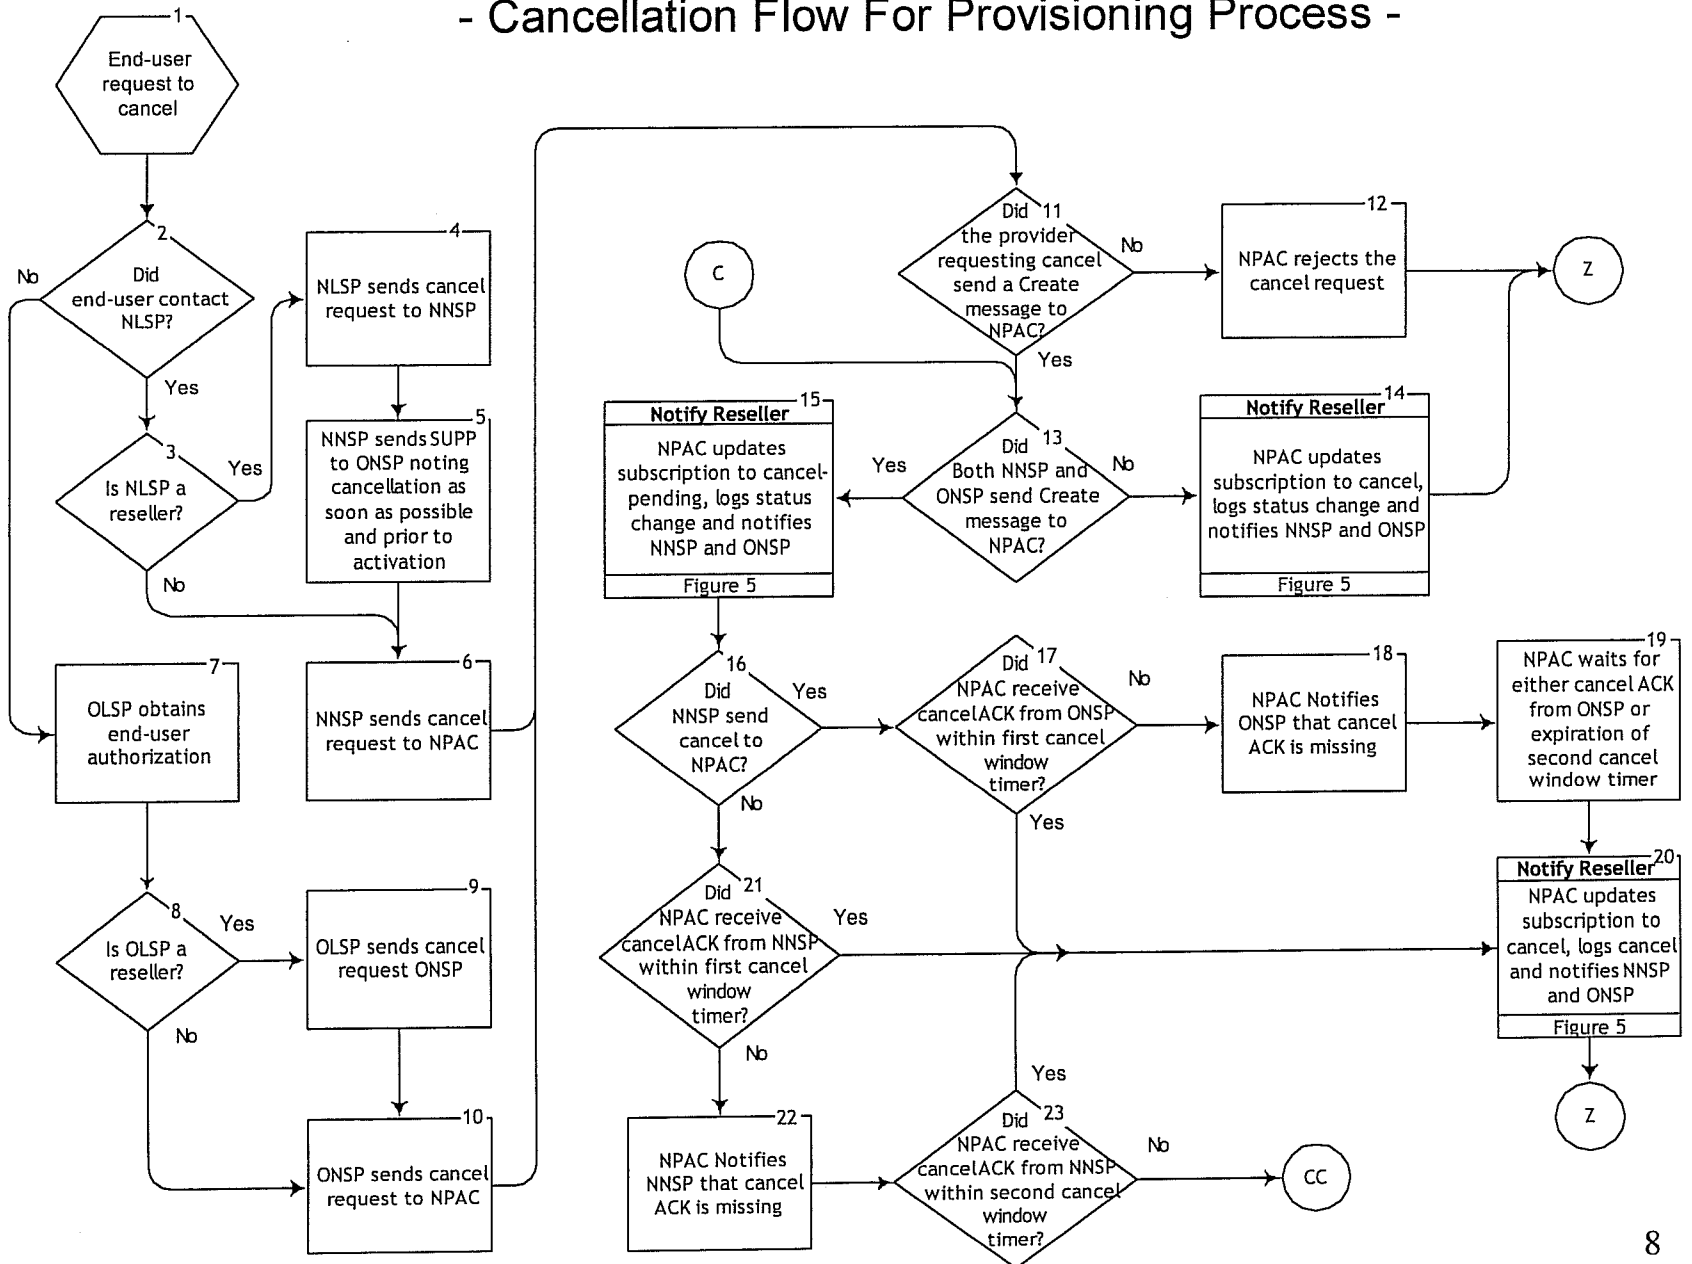 - Cancellation Flow For Provisioning Process -
1
End-user
request to
cancel
2
Did
end-user contact
NLSP?
No
Yes
3
Is NLSP a
reseller?
Yes
No
4
NLSP sends cancel
request to NNSP
5
NNSP sends SUPP
to ONSP noting
cancellation as
soon as possible
and prior to
activation
6
NNSP sends cancel
request to NPAC
7
OLSP obtains
end-user
authorization
8
Is OLSP a
reseller?
Yes
No
9
OLSP sends cancel
request ONSP
10
ONSP sends cancel
request to NPAC
C
11
Did
the provider
requesting cancel
send a Create
message to
NPAC?
No
Yes
12
NPAC rejects the
cancel request
Z
13
Did
Both NNSP and
ONSP send Create
message to
NPAC?
Yes
No
14
Notify Reseller
NPAC updates
subscription to cancel,
logs status change and
notifies NNSP and ONSP
Figure 5
15
Notify Reseller
NPAC updates
subscription to cancel-
pending, logs status
change and notifies
NNSP and ONSP
Figure 5
16
Did
NNSP send
cancel to
NPAC?
Yes
No
17
Did
NPAC receive
cancel ACK from ONSP
within first cancel
window
timer?
No
Yes
18
NPAC Notifies
ONSP that cancel
ACK is missing
19
NPAC waits for
either cancel ACK
from ONSP or
expiration of
second cancel
window timer
20
Notify Reseller
NPAC updates
subscription to
cancel, logs cancel
and notifies NNSP
and ONSP
Figure 5
Z
21
Did
NPAC receive
cancel ACK from NNSP
within first cancel
window
timer?
Yes
No
22
NPAC Notifies
NNSP that cancel
ACK is missing
23
Did
NPAC receive
cancel ACK from NNSP
within second cancel
window
timer?
Yes
No
CC
8